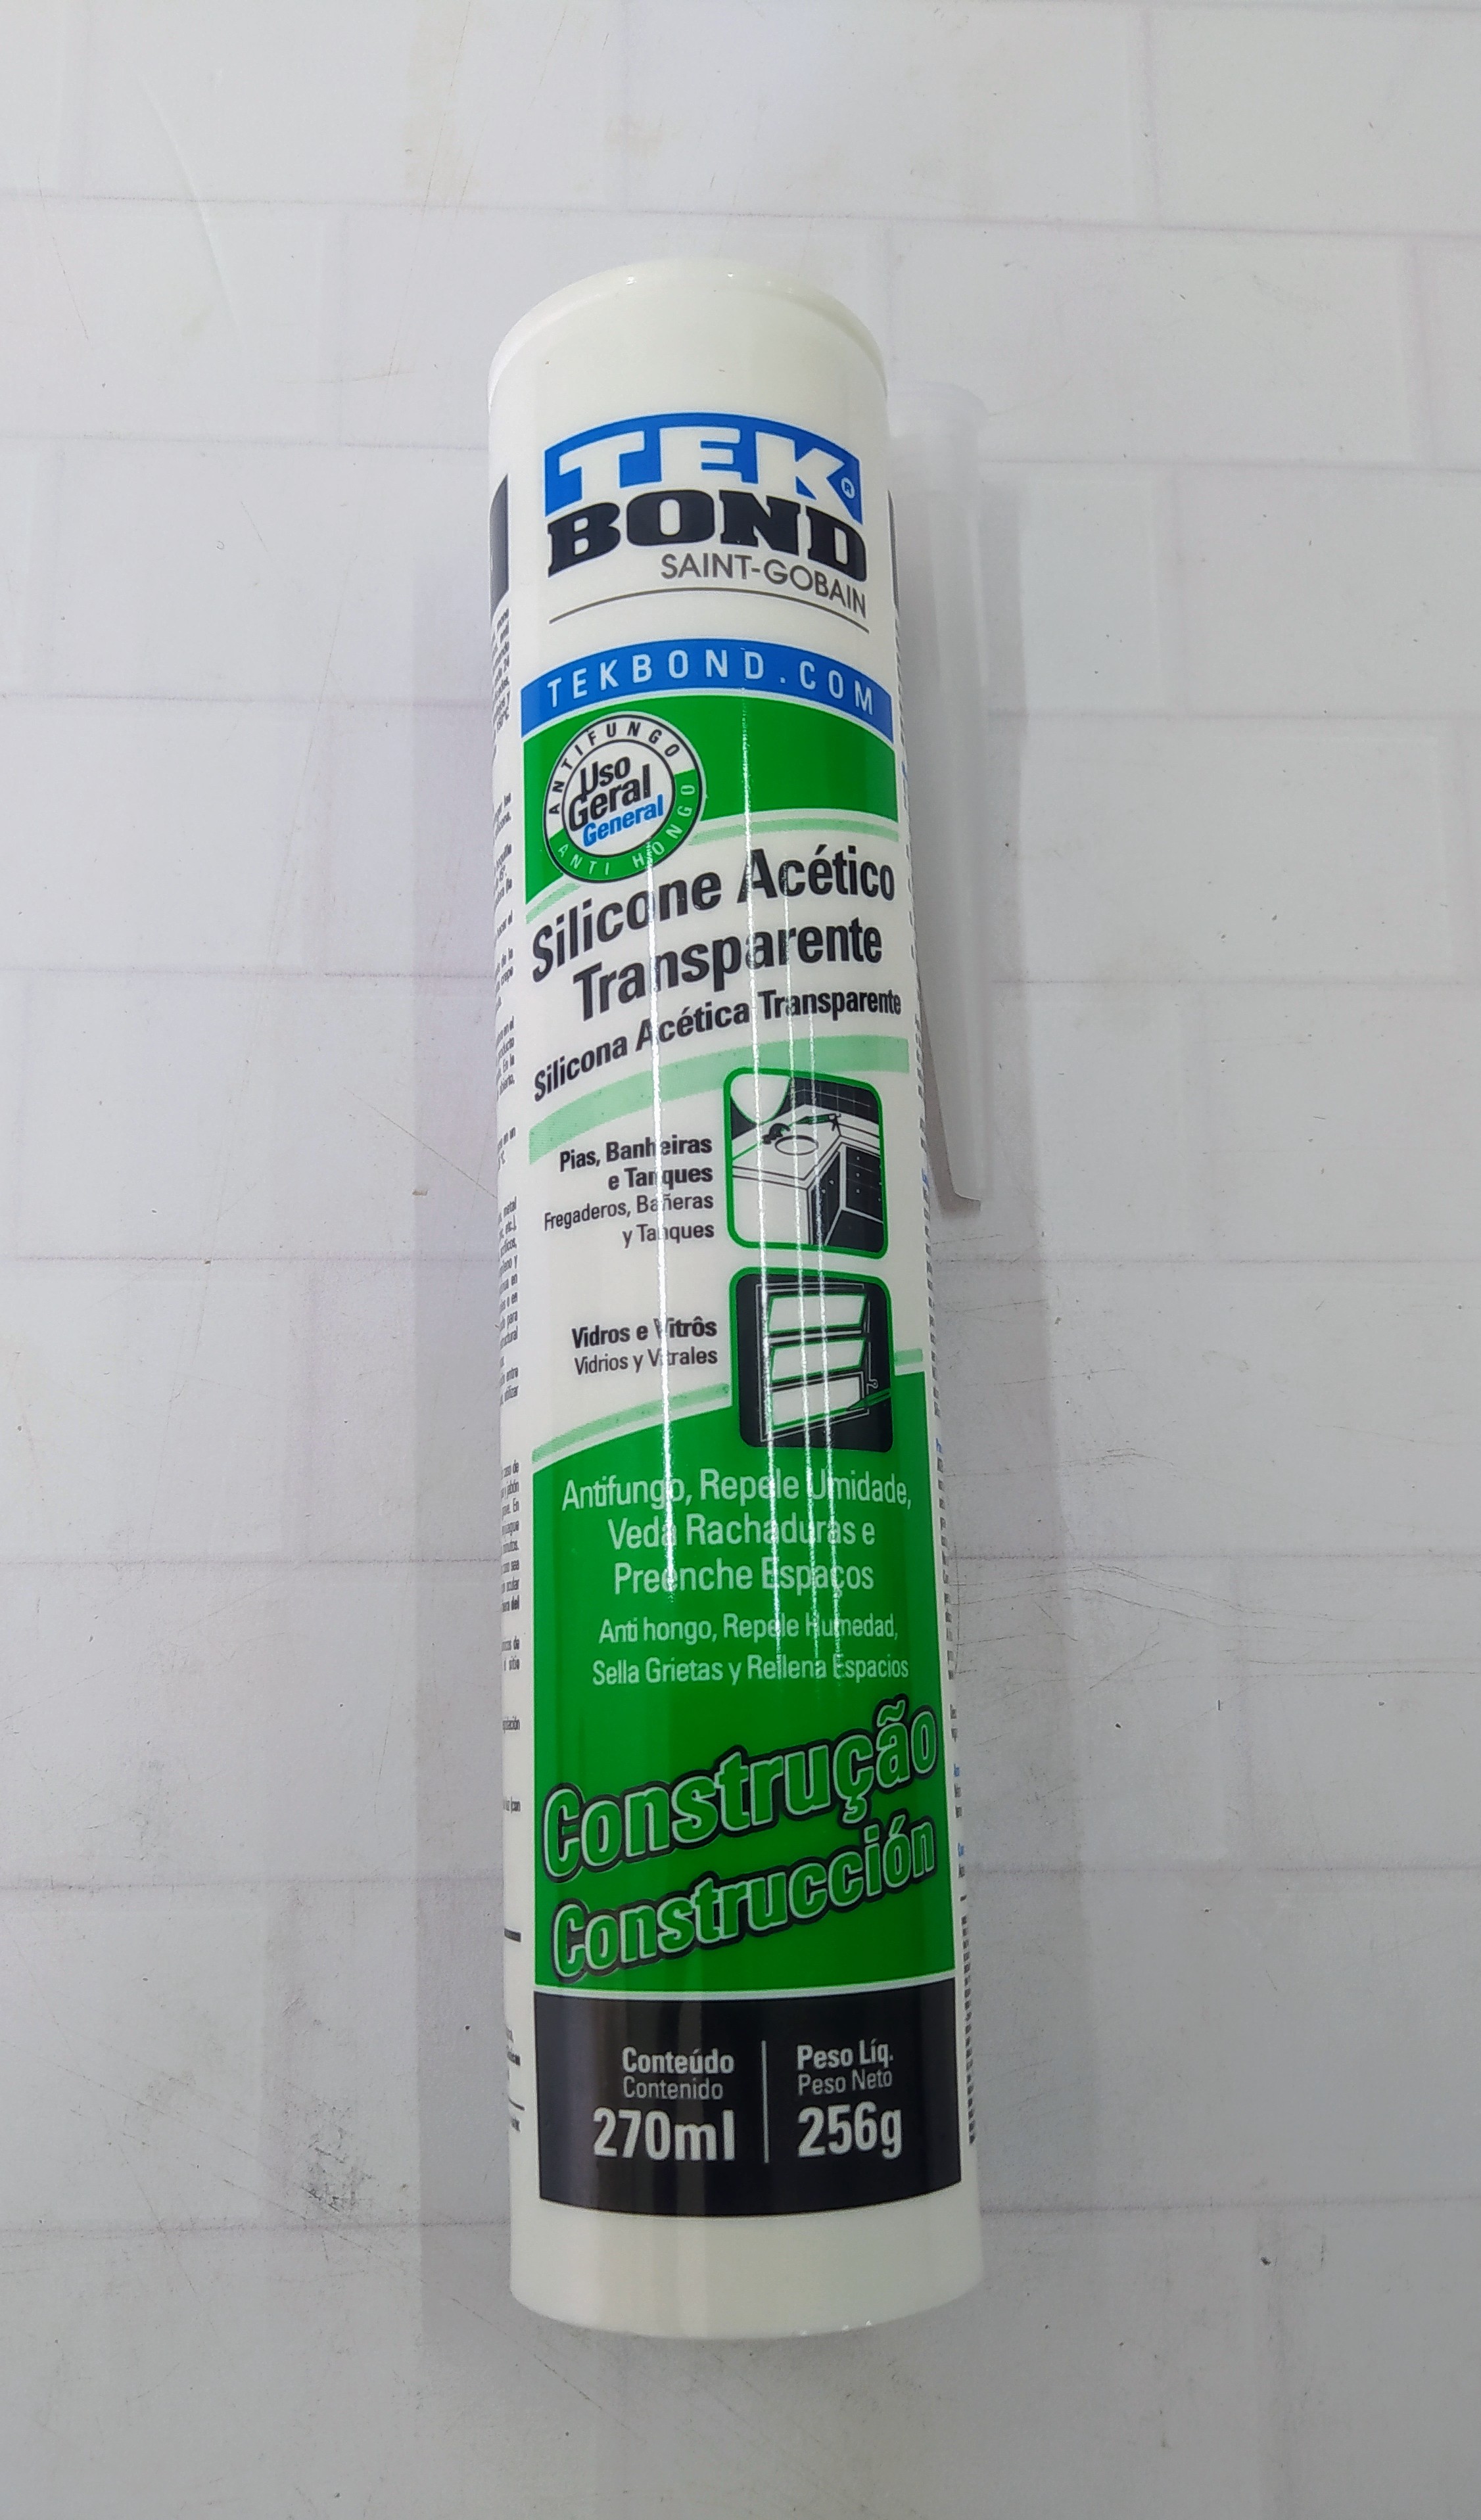 TEK®
BOND
SAINT-GOBAIN
TEKBOND.COM
ANTIFUNGO
Uso
Geral
General
ANTI HONGO
Silicone Acético
Transparente
Silicona Acética Transparente
Pias, Banheiras
e Tanques
Fregaderos, Bañeras
y Tanques
Vidros e Vitrôs
Vidrios y Vitrales
Antifungo, Repele Umidade,
Veda Rachaduras e
Preenche Espaços
Anti hongo, Repele Humedad,
Sella Grietas y Rellena Espacios
Construção
Construcción
Conteúdo
Contenido
270ml
Peso Líq.
Peso Neto
256g